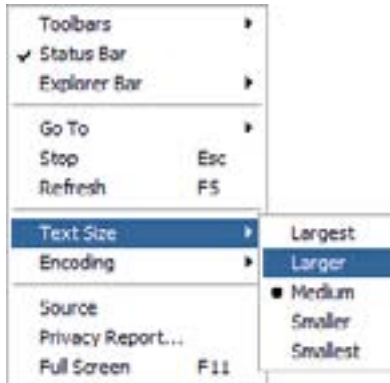 Toolbars
Status Bar
Explorer Bar
Go To
Stop Esc
Refresh F5
Text Size
Encoding
Source
Privacy Report...
Full Screen F11
Largest
Larger
Medium
Smaller
Smallest